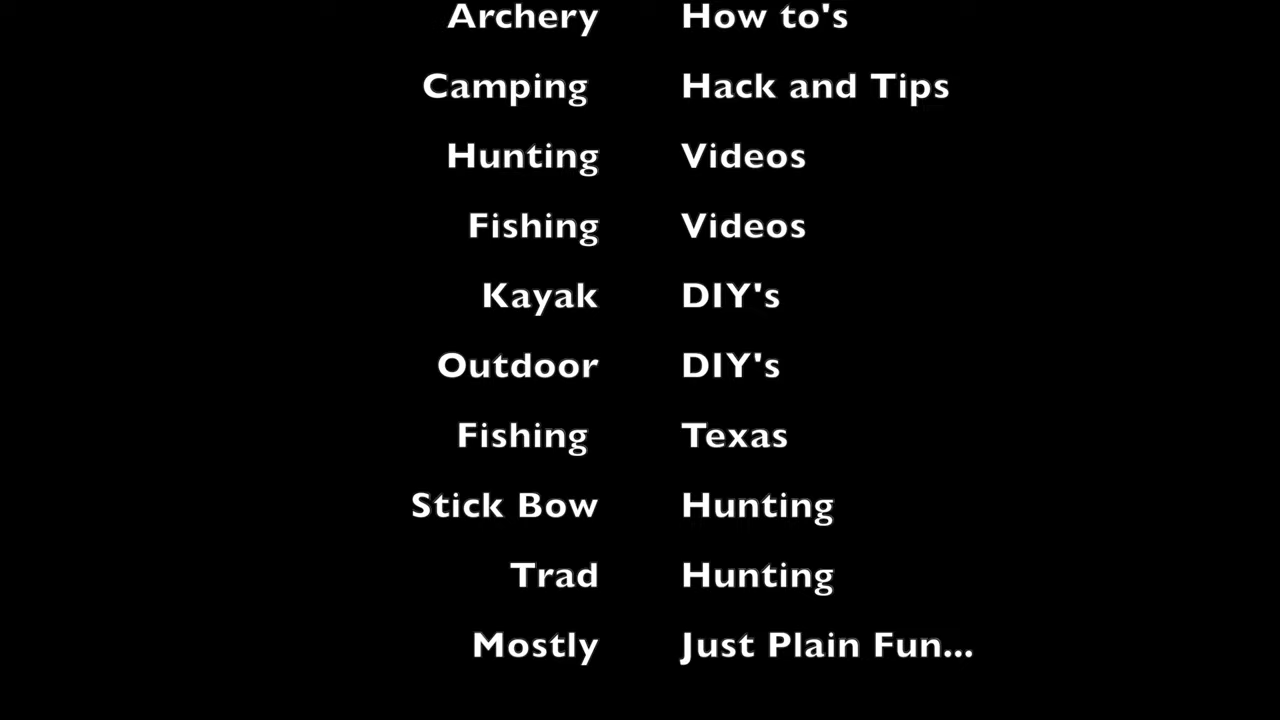 Archery How to's
Camping Hack and Tips
Hunting Videos
Fishing Videos
Kayak DIY's
Outdoor DIY's
Fishing Texas
Stick Bow Hunting
Trad Hunting
Mostly Just Plain Fun...